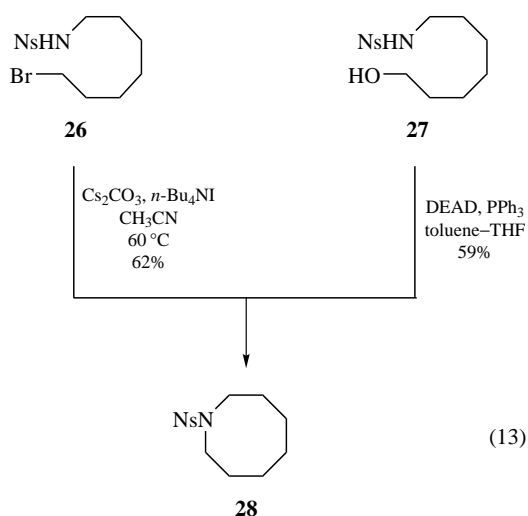 NsHN
Br
26
NsHN
HO
27
Cs2CO3, n-Bu4NI
CH3CN
60 °C
62%
DEAD, PPh3
toluene–THF
59%
NsN
(13)
28